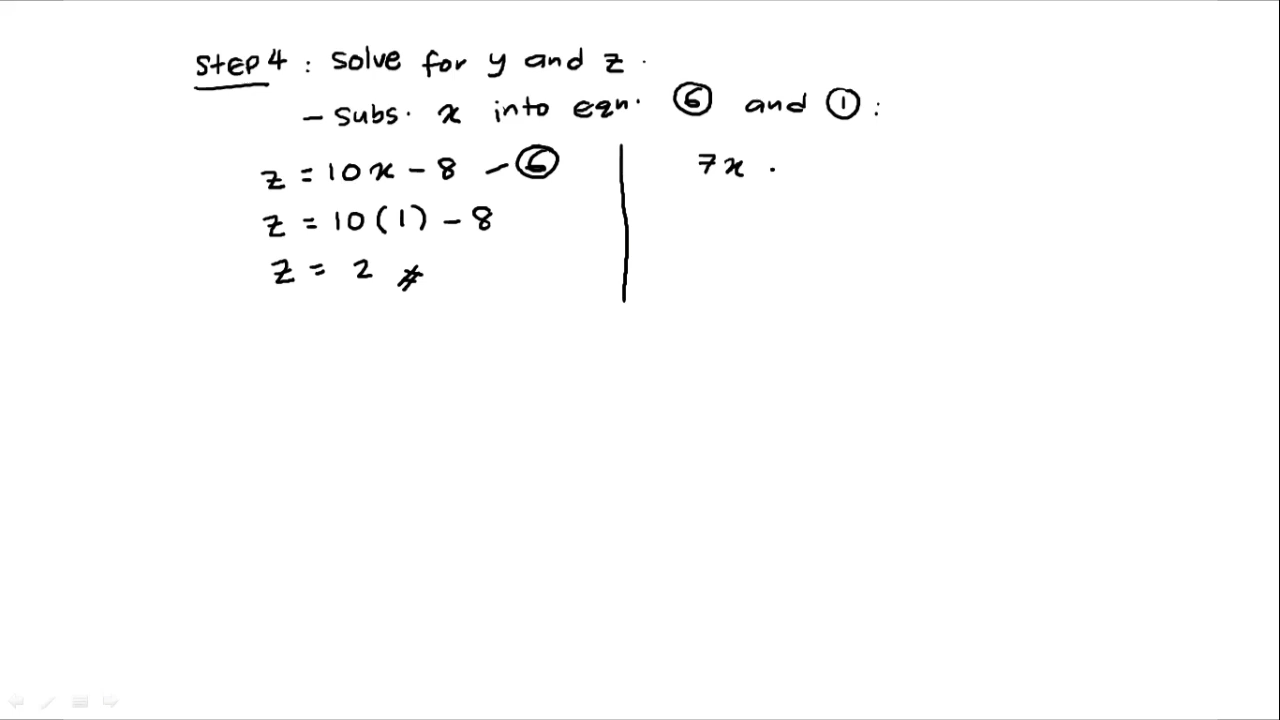 Step 4 : Solve for y and z.
- Subs. x into eqn. ⑥ and ① :
z = 10x - 8 - ⑥
z = 10(1) - 8
z = 2 #
7x .